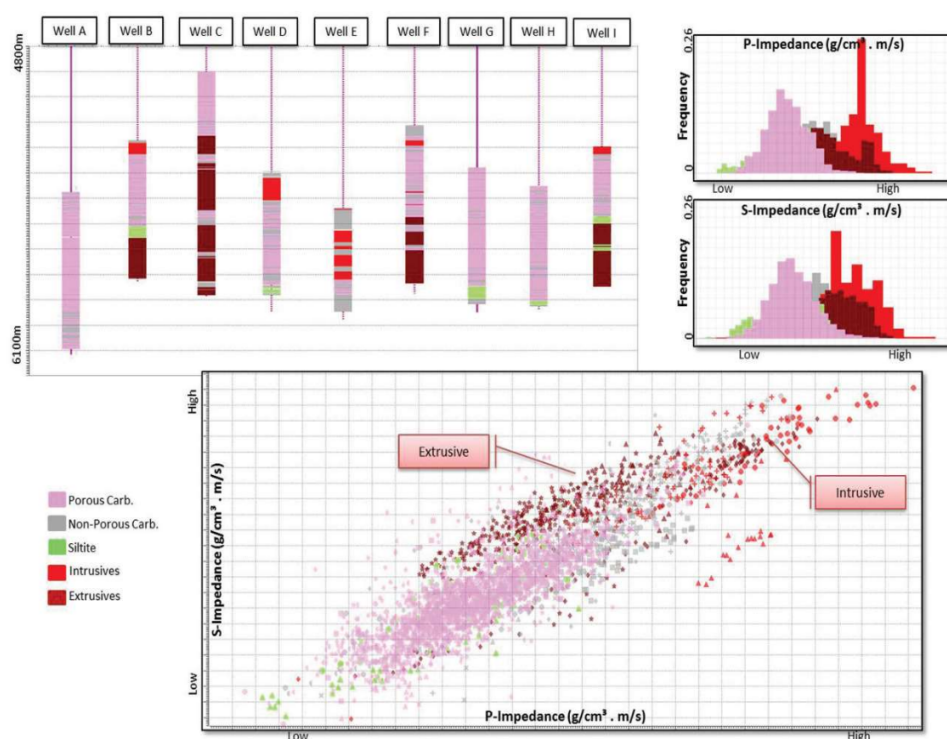 Well A
Well B
Well C
Well D
Well E
Well F
Well G
Well H
Well I
4800m
6100m
P-Impedance (g/cm³ . m/s)
0.26
Frequency
0
Low
High
S-Impedance (g/cm³ . m/s)
0.26
Frequency
0
Low
High
Porous Carb.
Non-Porous Carb.
Siltite
Intrusives
Extrusives
High
S-Impedance (g/cm³ . m/s)
Low
Extrusive
Intrusive
P-Impedance (g/cm³ . m/s)
Low
High